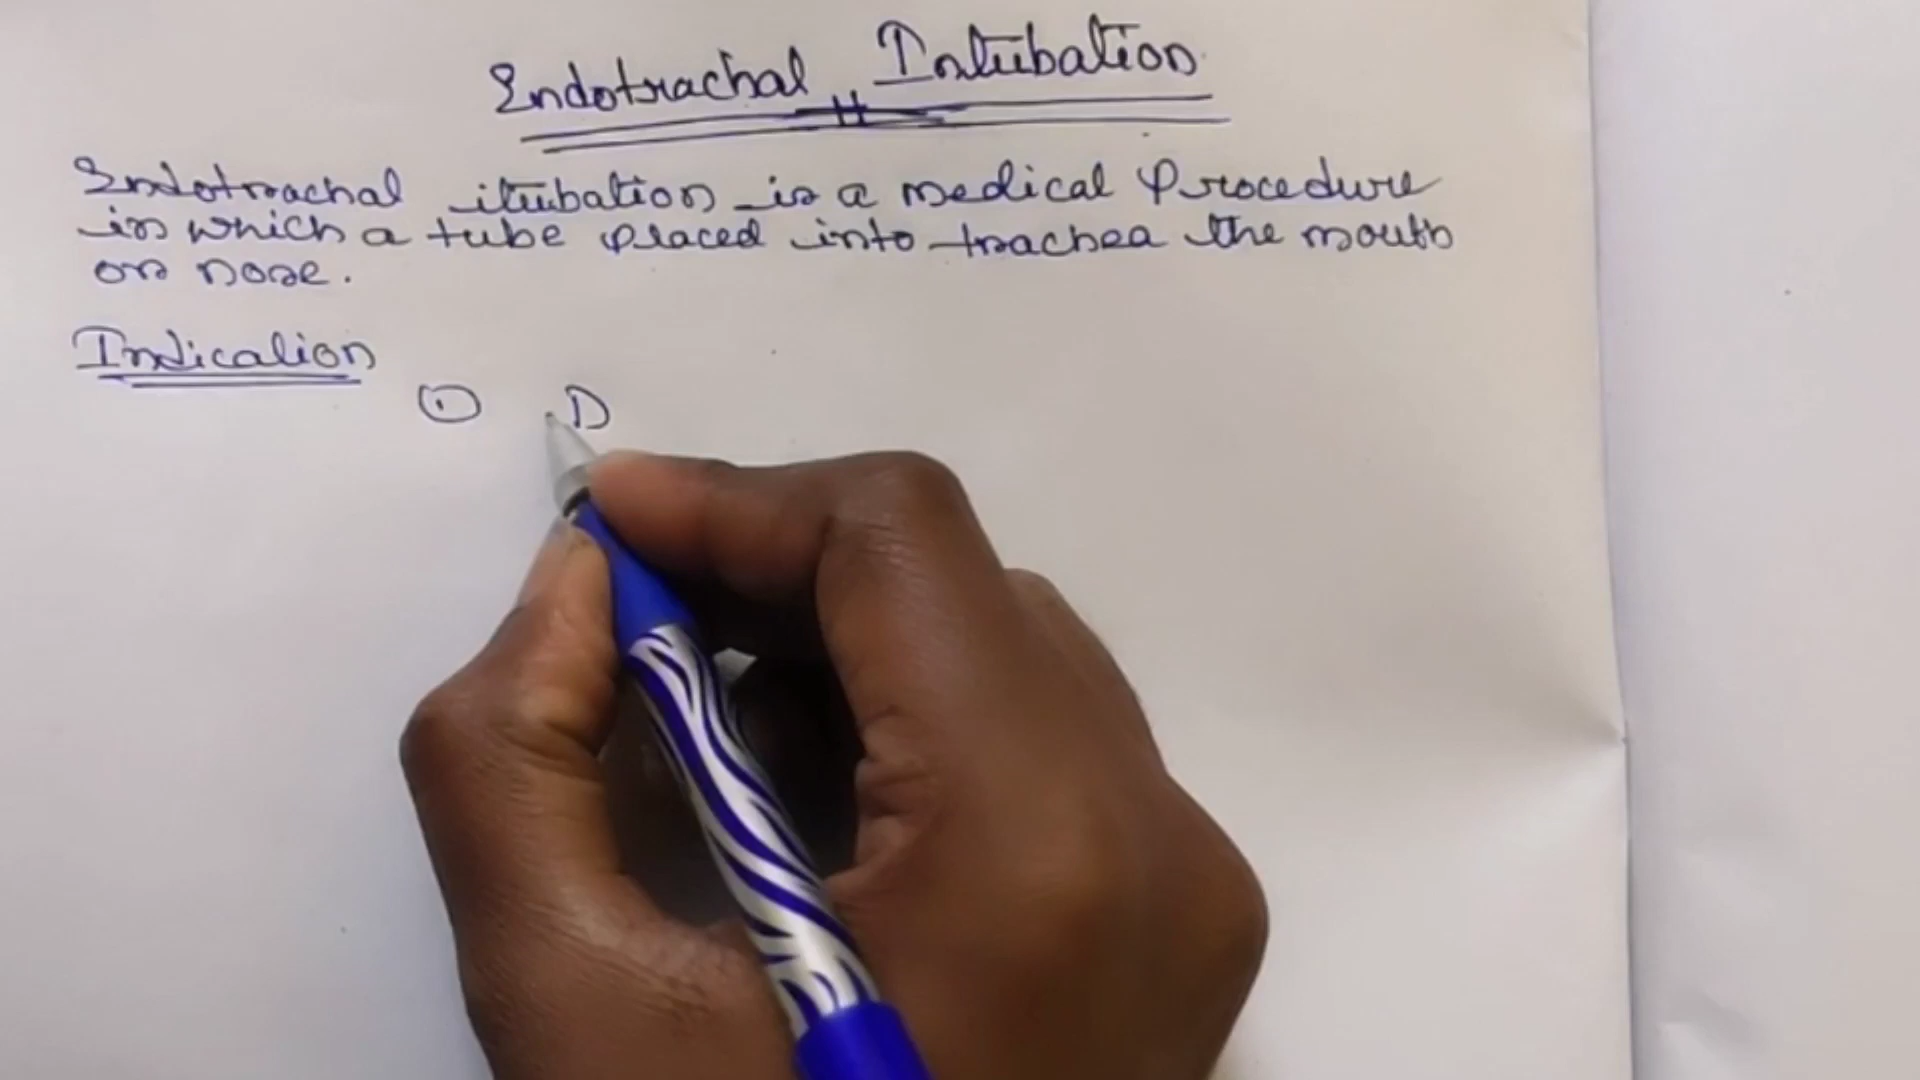 Endotrachal Intubation
Endotrachal itubation is a medical Procedure
in which a tube placed into trachea the mouth
or nose.
Indication
① D